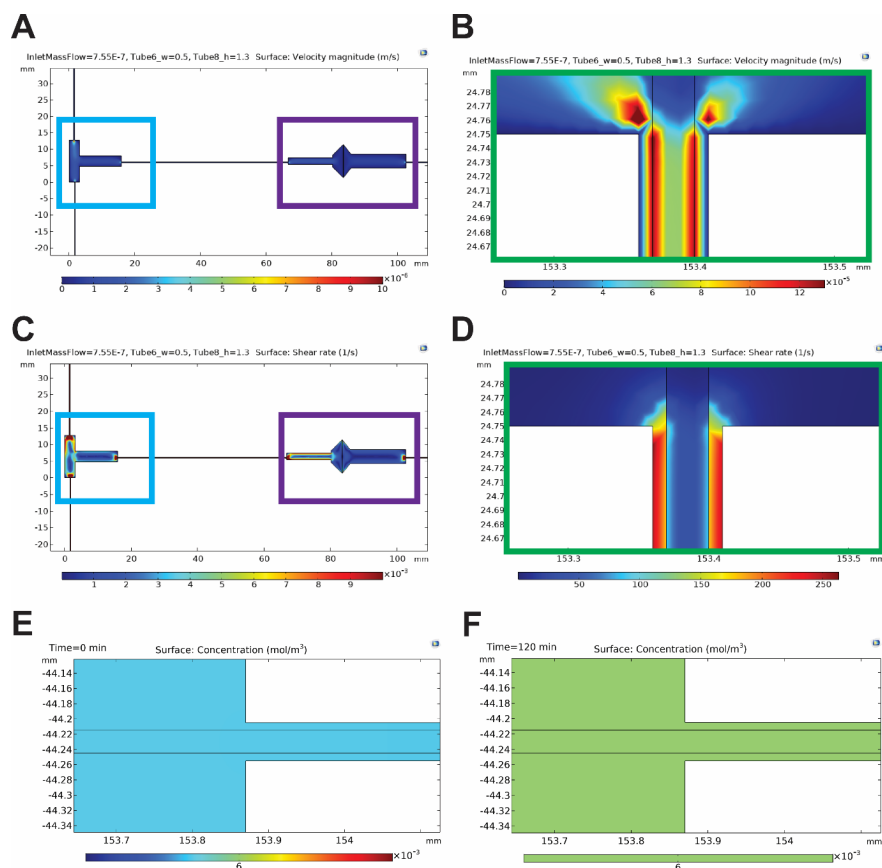 A
InletMassFlow=7.55E-7, Tube6_w=0.5, Tube8_h=1.3 Surface: Velocity magnitude (m/s)
mm
30
25
20
15
10
5
0
-5
-10
-15
-20
0 20 40 60 80 100 mm
×10⁻⁶
0 1 2 3 4 5 6 7 8 9 10
B
InletMassFlow=7.55E-7, Tube6_w=0.5, Tube8_h=1.3 Surface: Velocity magnitude (m/s)
mm
24.78
24.77
24.76
24.75
24.74
24.73
24.72
24.71
24.7
24.69
24.68
24.67
153.3 153.4 153.5 mm
×10⁻⁵
0 2 4 6 8 10 12
C
InletMassFlow=7.55E-7, Tube6_w=0.5, Tube8_h=1.3 Surface: Shear rate (1/s)
mm
30
25
20
15
10
5
0
-5
-10
-15
-20
0 20 40 60 80 100 mm
×10⁻³
1 2 3 4 5 6 7 8 9
D
InletMassFlow=7.55E-7, Tube6_w=0.5, Tube8_h=1.3 Surface: Shear rate (1/s)
mm
24.78
24.77
24.76
24.75
24.74
24.73
24.72
24.71
24.7
24.69
24.68
24.67
153.3 153.4 153.5 mm
50 100 150 200 250
E
Time=0 min Surface: Concentration (mol/m³)
mm
-44.14
-44.16
-44.18
-44.2
-44.22
-44.24
-44.26
-44.28
-44.3
-44.32
-44.34
153.7 153.8 153.9 154 mm
×10⁻³
6
F
Time=120 min Surface: Concentration (mol/m³)
mm
-44.14
-44.16
-44.18
-44.2
-44.22
-44.24
-44.26
-44.28
-44.3
-44.32
-44.34
153.7 153.8 153.9 154 mm
×10⁻³
6